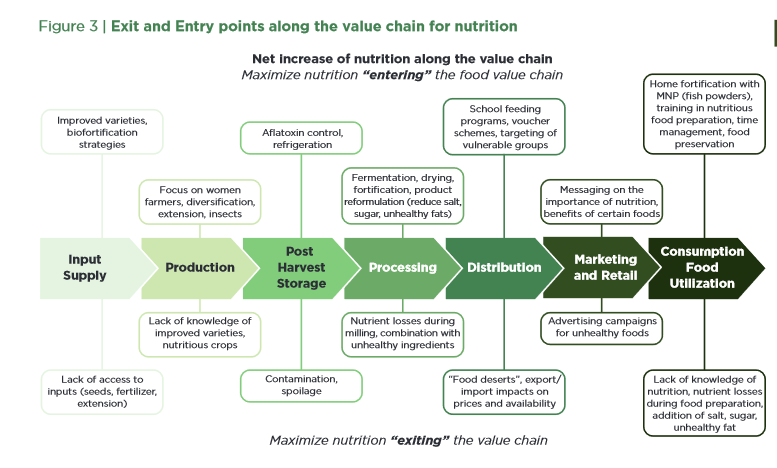 Figure 3 | Exit and Entry points along the value chain for nutrition
Net increase of nutrition along the value chain
Maximize nutrition “entering” the food value chain
Improved varieties,
biofortification
strategies
Focus on women
farmers, diversification,
extension, insects
Aflatoxin control,
refrigeration
Fermentation, drying,
fortification, product
reformulation (reduce salt,
sugar, unhealthy fats)
School feeding
programs, voucher
schemes, targeting of
vulnerable groups
Messaging on the
importance of nutrition,
benefits of certain foods
Home fortification with
MNP (fish powders),
training in nutritious
food preparation, time
management, food
preservation
Input
Supply
Production
Post
Harvest
Storage
Processing
Distribution
Marketing
and Retail
Consumption
Food
Utilization
Lack of access to
inputs (seeds, fertilizer,
extension)
Lack of knowledge of
improved varieties,
nutritious crops
Contamination,
spoilage
Nutrient losses during
milling, combination with
unhealthy ingredients
“Food deserts”, export/
import impacts on
prices and availability
Advertising campaigns
for unhealthy foods
Lack of knowledge of
nutrition, nutrient losses
during food preparation,
addition of salt, sugar,
unhealthy fat
Maximize nutrition “exiting” the value chain